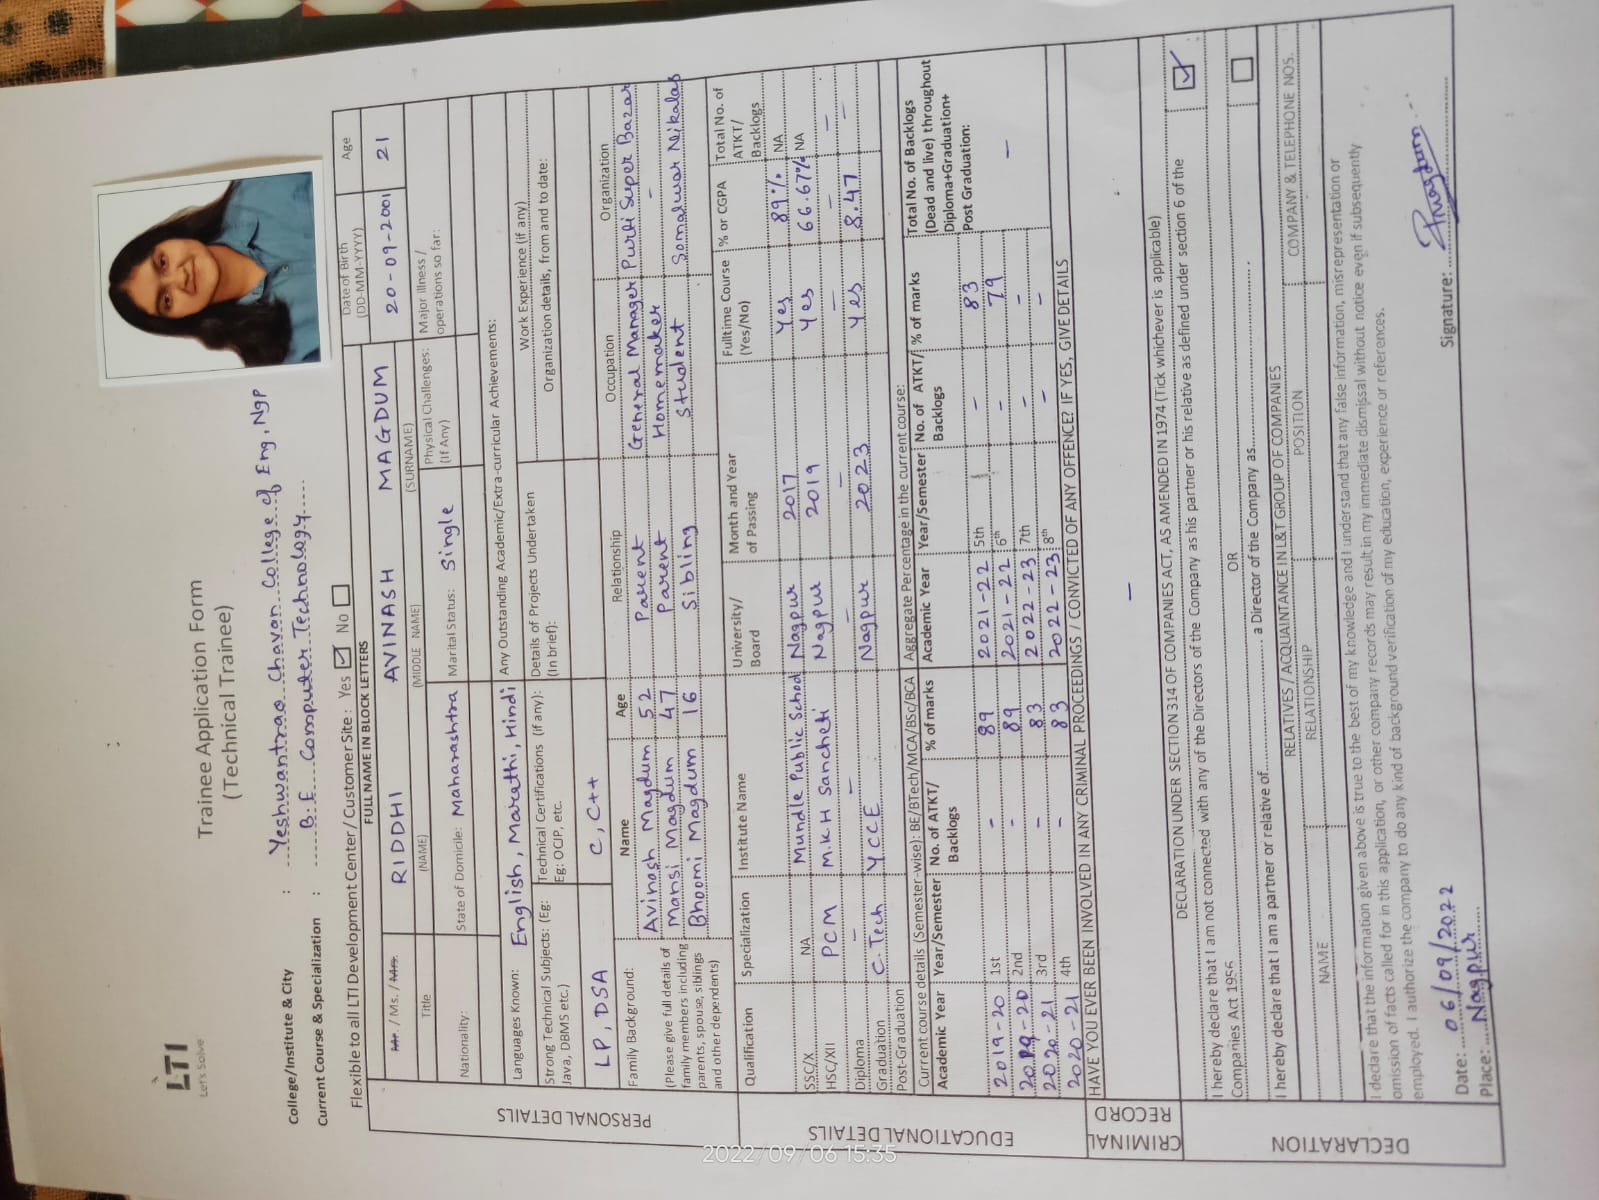 LTI
Let's Solve
Trainee Application Form
(Technical Trainee)
College/Institute & City : Yeshwantrao Chavan College of Eng, Ngp
Current Course & Specialization : B.E Computer Technology
Flexible to all LTI Development Center / Customer Site : Yes ☑ No ☐
FULL NAME IN BLOCK LETTERS
Date of Birth (DD-MM-YYYY) Age
Mr. / Ms. / Mrs. RIDDHI AVINASH MAGDUM 20-09-2001 21
Title (NAME) (MIDDLE NAME) (SURNAME)
PERSONAL DETAILS
Nationality: State of Domicile: Maharashtra Marital Status: Single Physical Challenges: (If Any) Major Illness / operations so far:
Languages Known: English, Marathi, Hindi Any Outstanding Academic/Extra-curricular Achievements:
Strong Technical Subjects: (Eg: Java, DBMS etc.) Technical Certifications (if any): Eg: OCJP, etc. Details of Projects Undertaken (In brief): Work Experience (if any)
Organization details, from and to date:
LP, DSA C, C++
Family Background: Name Age Relationship Occupation Organization
(Please give full details of family members including parents, spouse, siblings and other dependents)
Avinash Magdum 52 Parent General Manager Purti Super Bazar
Mansi Magdum 47 Parent Homemaker -
Bhoomi Magdum 16 Sibling Student Somalwar Nikalas
EDUCATIONAL DETAILS
Qualification Specialization Institute Name University/ Board Month and Year of Passing Fulltime Course (Yes/No) % or CGPA Total No. of ATKT/ Backlogs
SSC/X NA Mundle Public School Nagpur 2017 Yes 89% NA
HSC/XII PCM M.K.H Sancheti Nagpur 2019 Yes 66.67% NA
Diploma - - - - - - -
Graduation C.Tech YCCE Nagpur 2023 Yes 8.47 -
Post-Graduation
Current course details (Semester-wise): BE/BTech/MCA/BSc/BCA Aggregate Percentage in the current course:
Academic Year Year/Semester No. of ATKT/ Backlogs % of marks Academic Year Year/Semester No. of ATKT/ Backlogs % of marks Total No. of Backlogs (Dead and live) throughout Diploma+Graduation+ Post Graduation:
2019-20 1st - 89 2021-22 5th - 83
2019-20 2nd - 89 2021-22 6th - 79 -
2020-21 3rd - 83 2022-23 7th - -
2020-21 4th - 83 2022-23 8th - -
CRIMINAL RECORD
HAVE YOU EVER BEEN INVOLVED IN ANY CRIMINAL PROCEEDINGS / CONVICTED OF ANY OFFENCE? IF YES, GIVE DETAILS
-
DECLARATION
DECLARATION UNDER SECTION 314 OF COMPANIES ACT, AS AMENDED IN 1974 (Tick whichever is applicable)
I hereby declare that I am not connected with any of the Directors of the Company as his partner or his relative as defined under section 6 of the ☑
Companies Act 1956
OR
I hereby declare that I am a partner or relative of.................... a Director of the Company as.................... ☐
RELATIVES / ACQUAINTANCE IN L&T GROUP OF COMPANIES
NAME RELATIONSHIP POSITION COMPANY & TELEPHONE NOS.
I declare that the information given above is true to the best of my knowledge and I understand that any false information, misrepresentation or
omission of facts called for in this application, or other company records may result in my immediate dismissal without notice even if subsequently
employed. I authorize the company to do any kind of background verification of my education, experience or references.
Date: 06/09/2022
Place: Nagpur
Signature: PMagdum
2022/09/06 15:35